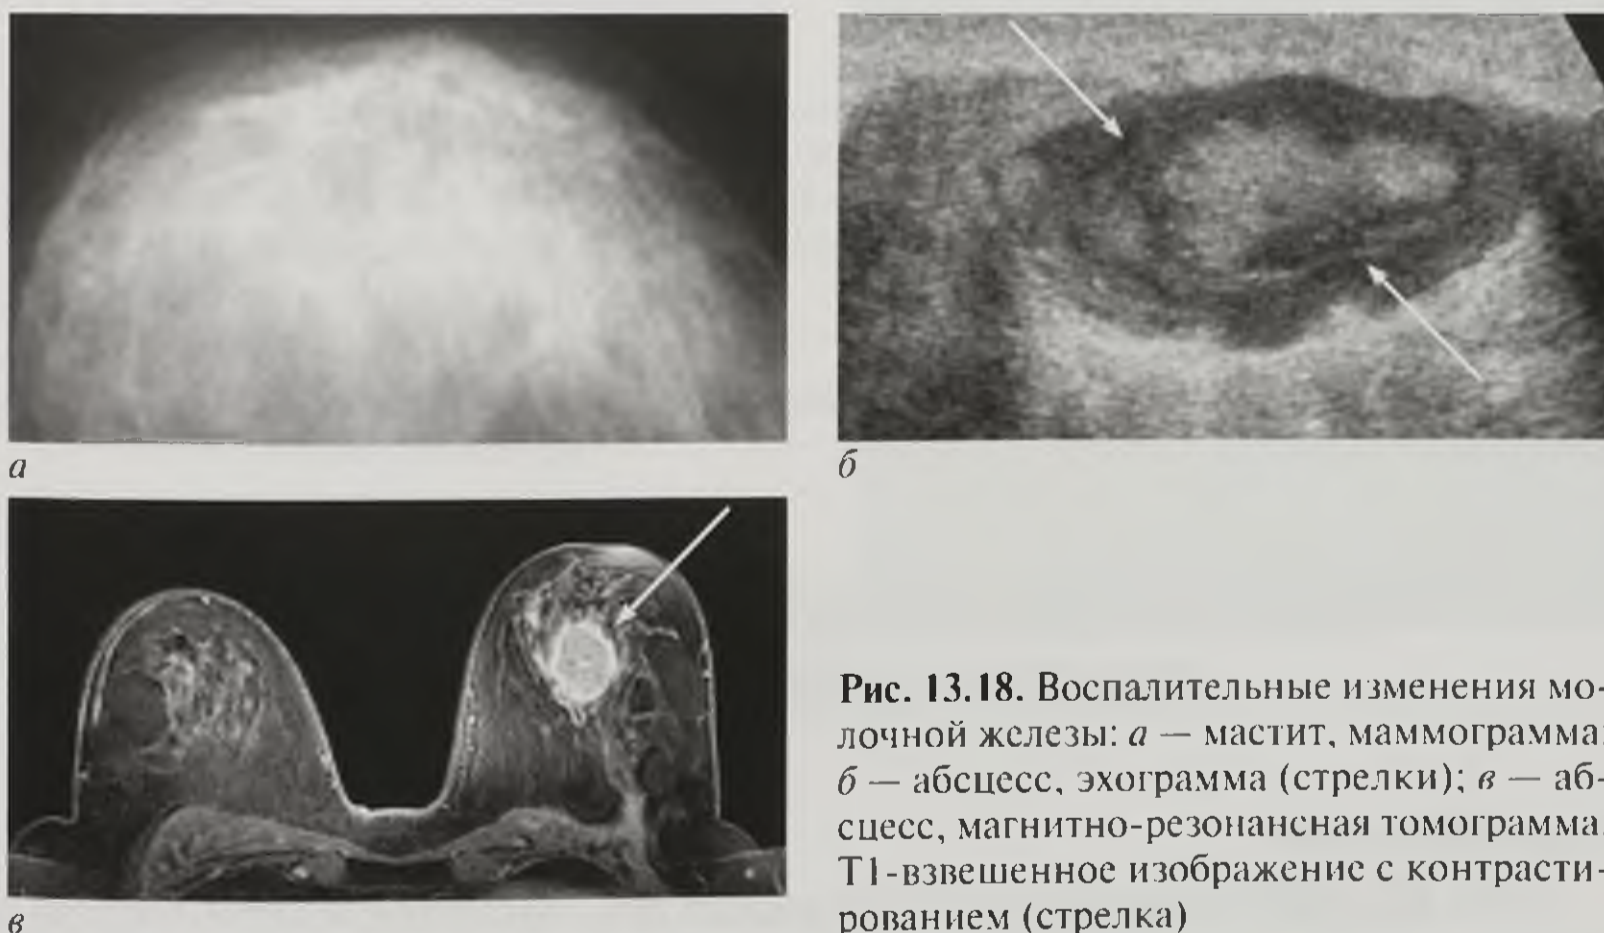 а
б
в
Рис. 13.18. Воспалительные изменения мо-
лочной железы: а — мастит, маммограмма;
б — абсцесс, эхограмма (стрелки); в — аб-
сцесс, магнитно-резонансная томограмма,
Т1-взвешенное изображение с контрасти-
рованием (стрелка)